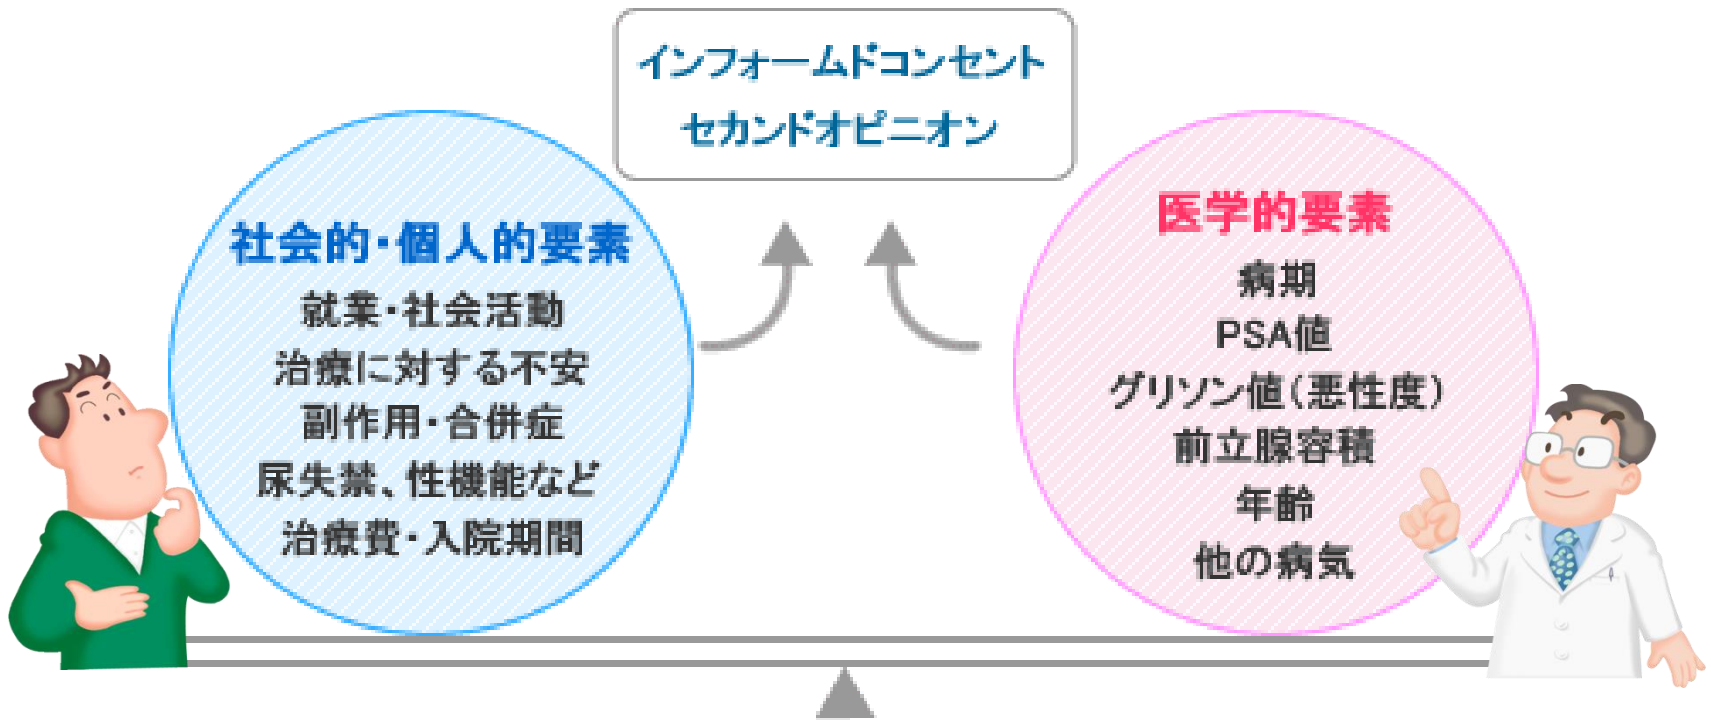 インフォームドコンセント
セカンドオピニオン
社会的・個人的要素
就業・社会活動
治療に対する不安
副作用・合併症
尿失禁、性機能など
治療費・入院期間
医学的要素
病期
PSA値
グリソン値（悪性度）
前立腺容積
年齢
他の病気